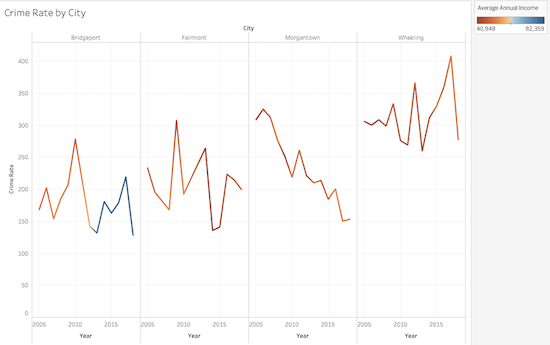 Crime Rate by City
Average Annual Income
40,948 82,359
City
Bridgeport Fairmont Morgantown Wheeling
Crime Rate
400
350
300
250
200
150
100
50
0
2005 2010 2015 2005 2010 2015 2005 2010 2015 2005 2010 2015
Year Year Year Year